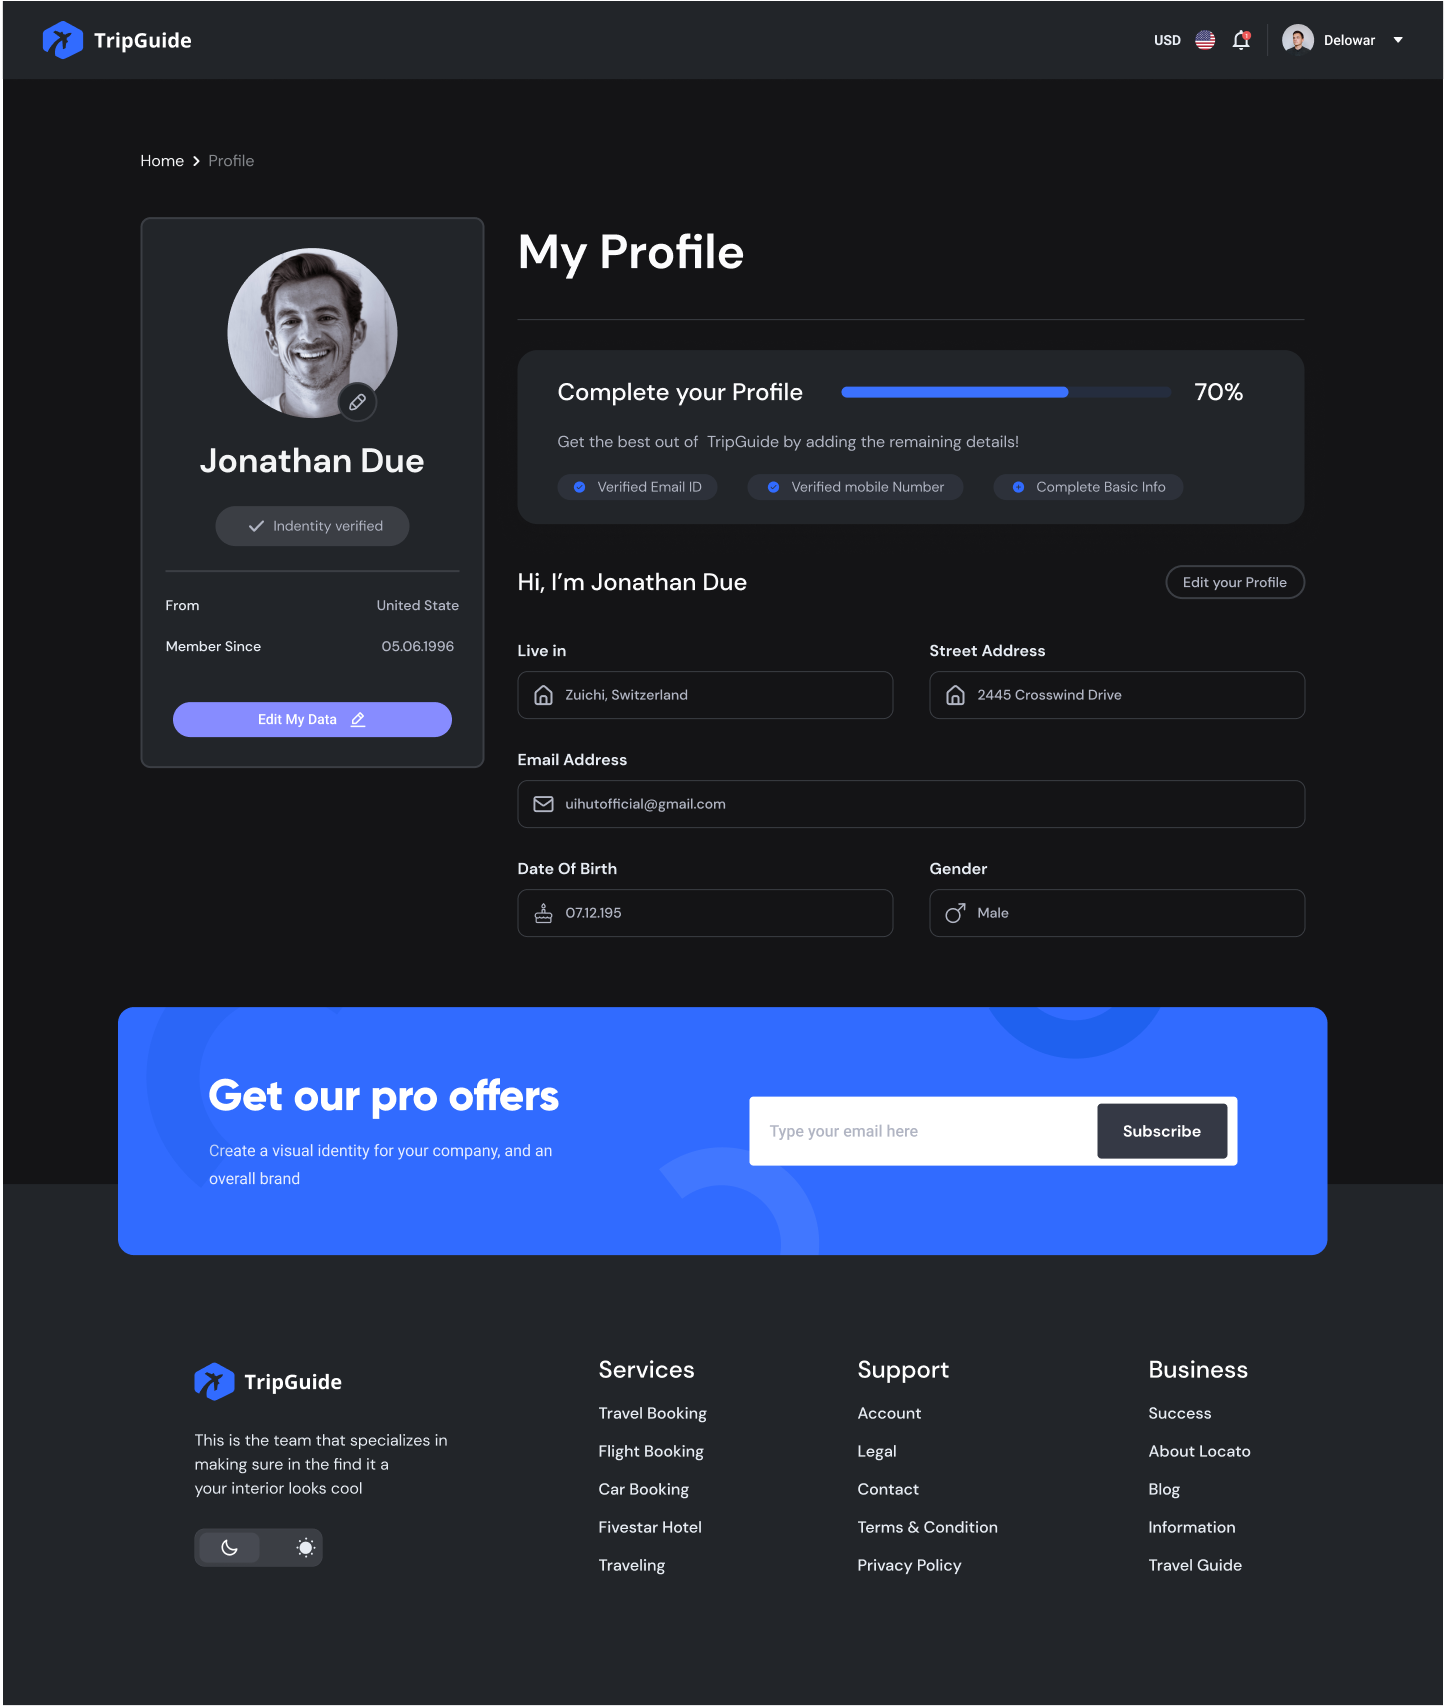 TripGuide
USD
1
Delowar
Home > Profile
My Profile
Jonathan Due
Indentity verified
From United State
Member Since 05.06.1996
Edit My Data
Complete your Profile 70%
Get the best out of TripGuide by adding the remaining details!
Verified Email ID
Verified mobile Number
Complete Basic Info
Hi, I’m Jonathan Due
Edit your Profile
Live in
Zuichi, Switzerland
Street Address
2445 Crosswind Drive
Email Address
uihutofficial@gmail.com
Date Of Birth
07.12.195
Gender
Male
Get our pro offers
Create a visual identity for your company, and an
overall brand
Type your email here
Subscribe
TripGuide
This is the team that specializes in
making sure in the find it a
your interior looks cool
Services
Travel Booking
Flight Booking
Car Booking
Fivestar Hotel
Traveling
Support
Account
Legal
Contact
Terms & Condition
Privacy Policy
Business
Success
About Locato
Blog
Information
Travel Guide